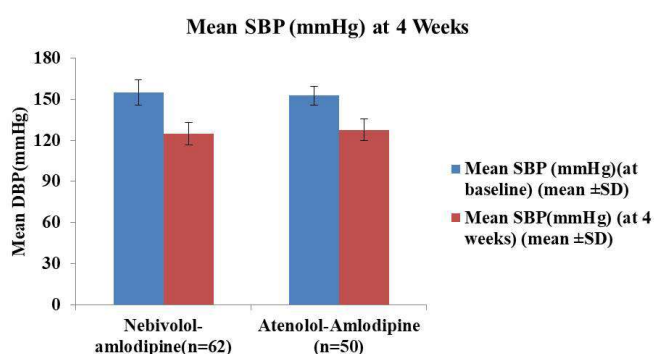 Mean SBP (mmHg) at 4 Weeks
Mean DBP(mmHg)
180
150
120
90
60
30
0
Nebivolol-
amlodipine(n=62)
Atenolol-Amlodipine
(n=50)
Mean SBP (mmHg)(at
baseline) (mean ±SD)
Mean SBP(mmHg) (at 4
weeks) (mean ±SD)